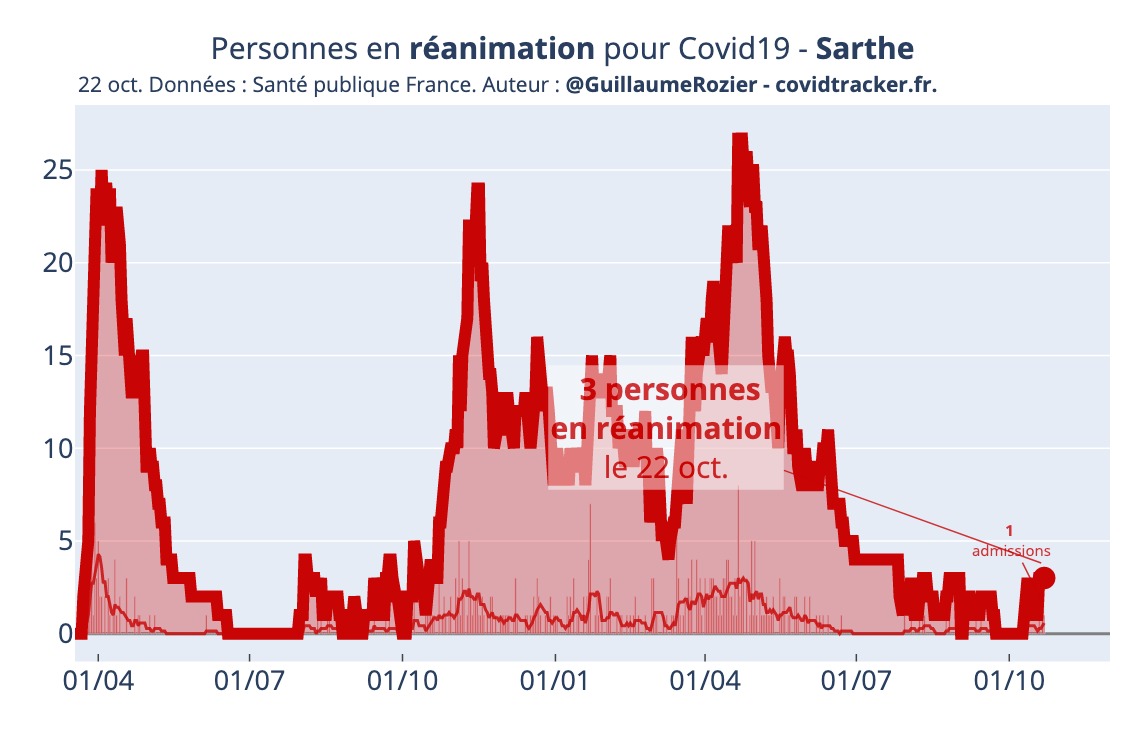 Personnes en réanimation pour Covid19 - Sarthe
22 oct. Données : Santé publique France. Auteur : @GuillaumeRozier - covidtracker.fr.
25
20
15
10
5
0
3 personnes
en réanimation
le 22 oct.
1
admissions
01/04 01/07 01/10 01/01 01/04 01/07 01/10